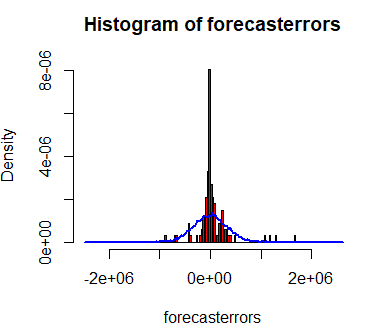 Histogram of forecasterrors
Density
8e-06
4e-06
0e+00
-2e+06 0e+00 2e+06
forecasterrors